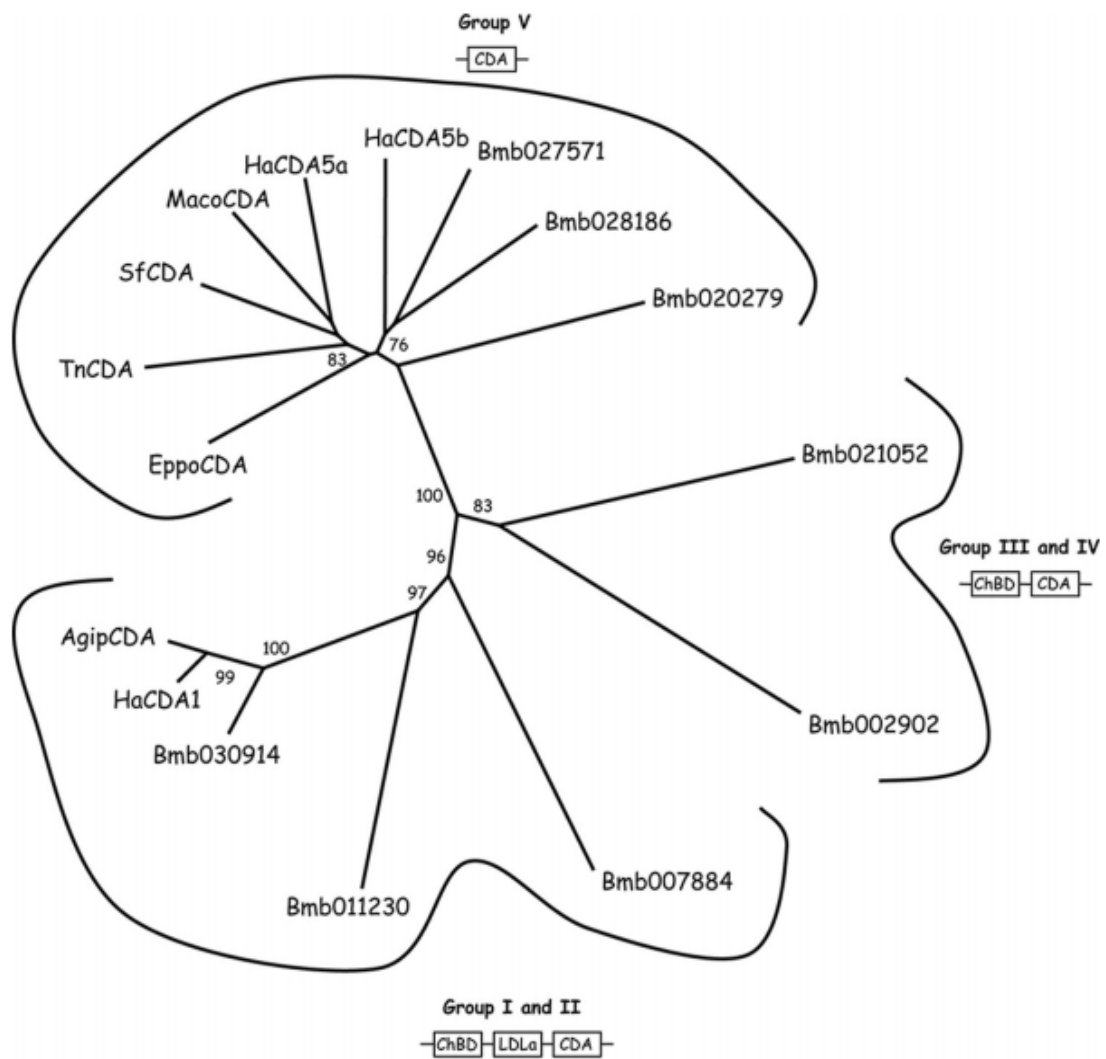 Group V
CDA
HaCDA5b
Bmb027571
HaCDA5a
MacoCDA
Bmb028186
SfCDA
Bmb020279
76
83
TnCDA
EppoCDA
Bmb021052
100
83
Group III and IV
ChBD CDA
96
97
AgipCDA
100
99
HaCDA1
Bmb030914
Bmb002902
Bmb007884
Bmb011230
Group I and II
ChBD LDLa CDA